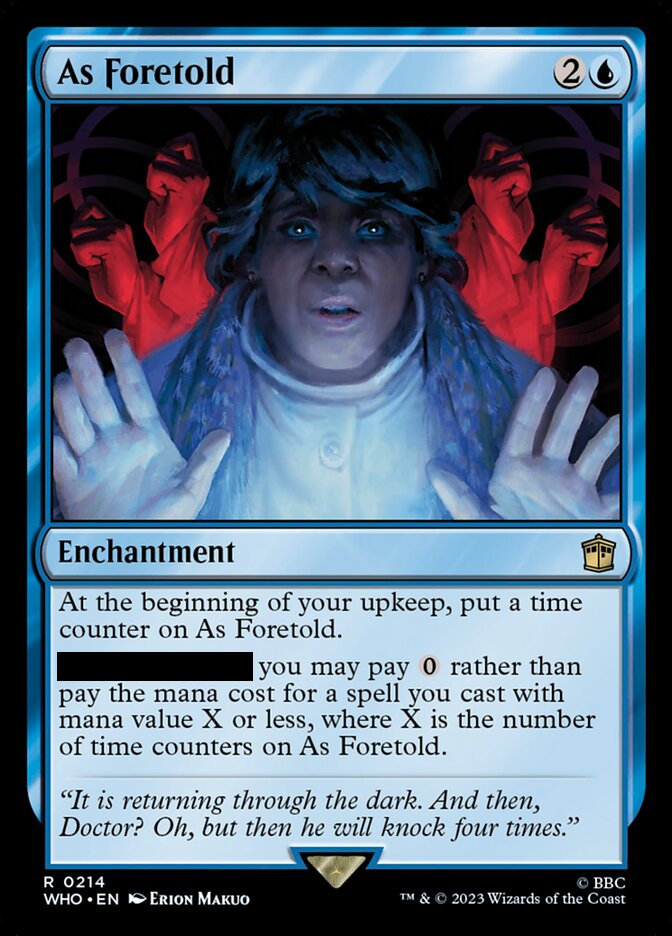 As Foretold 2
Enchantment
At the beginning of your upkeep, put a time
counter on As Foretold.
you may pay 0 rather than
pay the mana cost for a spell you cast with
mana value X or less, where X is the number
of time counters on As Foretold.
“It is returning through the dark. And then,
Doctor? Oh, but then he will knock four times.”
R 0214
© BBC
WHO • EN Erion Makuo
™ & © 2023 Wizards of the Coast